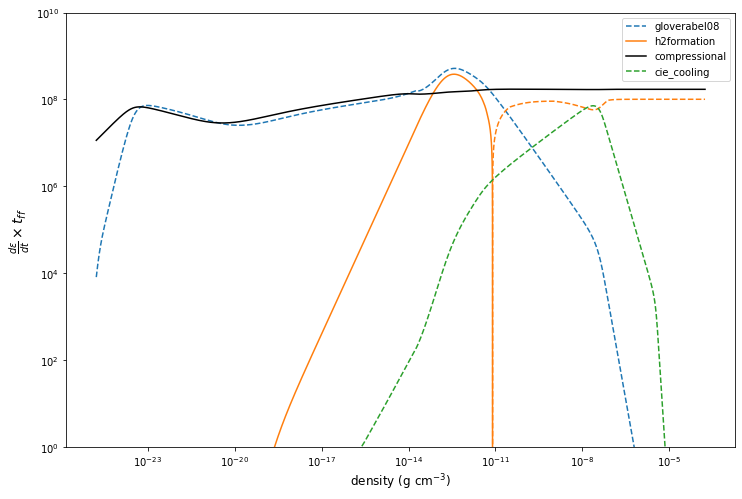 10^10
10^8
10^6
10^4
10^2
10^0
dε/dt × t_ff
gloverabel08
h2formation
compressional
cie_cooling
10^−23
10^−20
10^−17
10^−14
10^−11
10^−8
10^−5
density (g cm^−3)